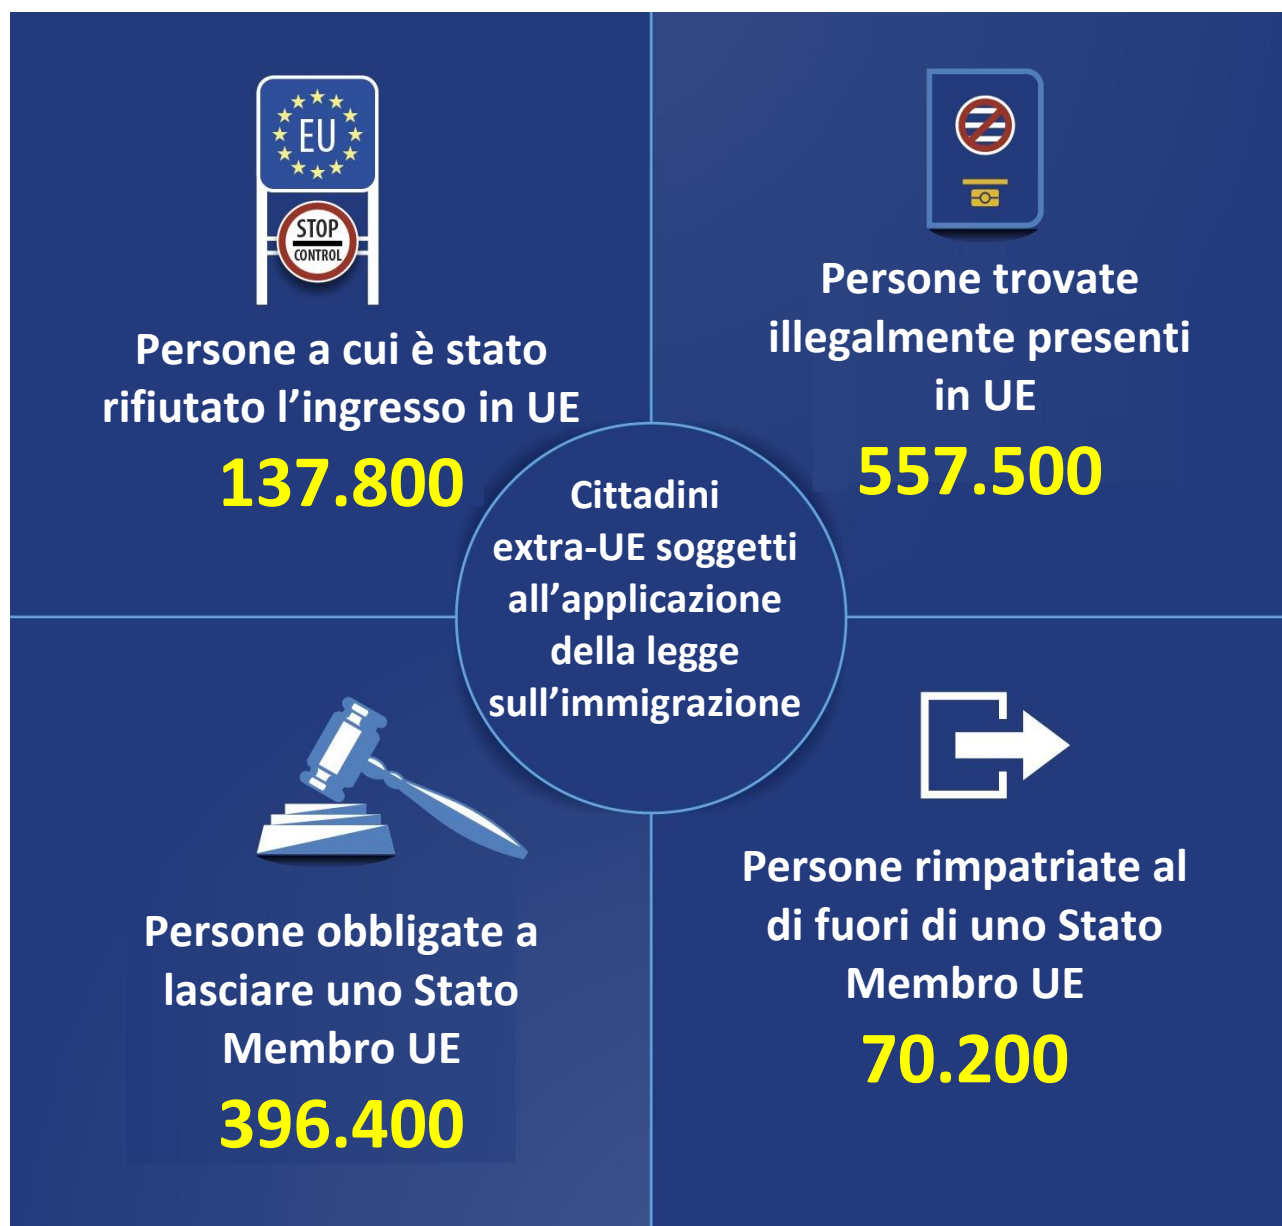 EU
STOP
CONTROL
Persone a cui è stato
rifiutato l’ingresso in UE
137.800
Persone trovate
illegalmente presenti
in UE
557.500
Cittadini
extra-UE soggetti
all’applicazione
della legge
sull’immigrazione
Persone obbligate a
lasciare uno Stato
Membro UE
396.400
Persone rimpatriate al
di fuori di uno Stato
Membro UE
70.200